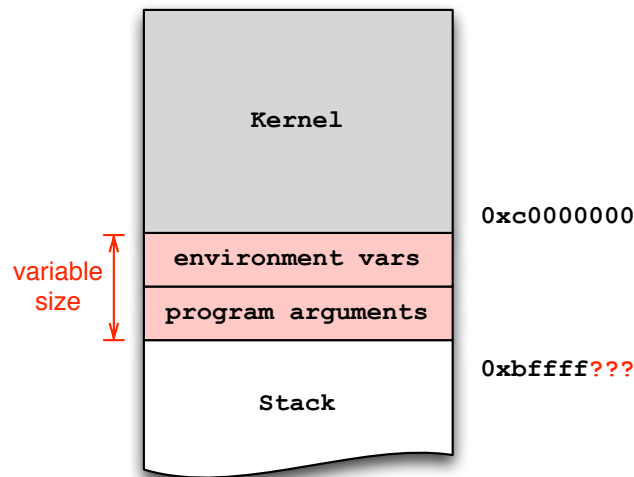 Kernel
0xc0000000
environment vars
variable
size
program arguments
0xbffff???
Stack